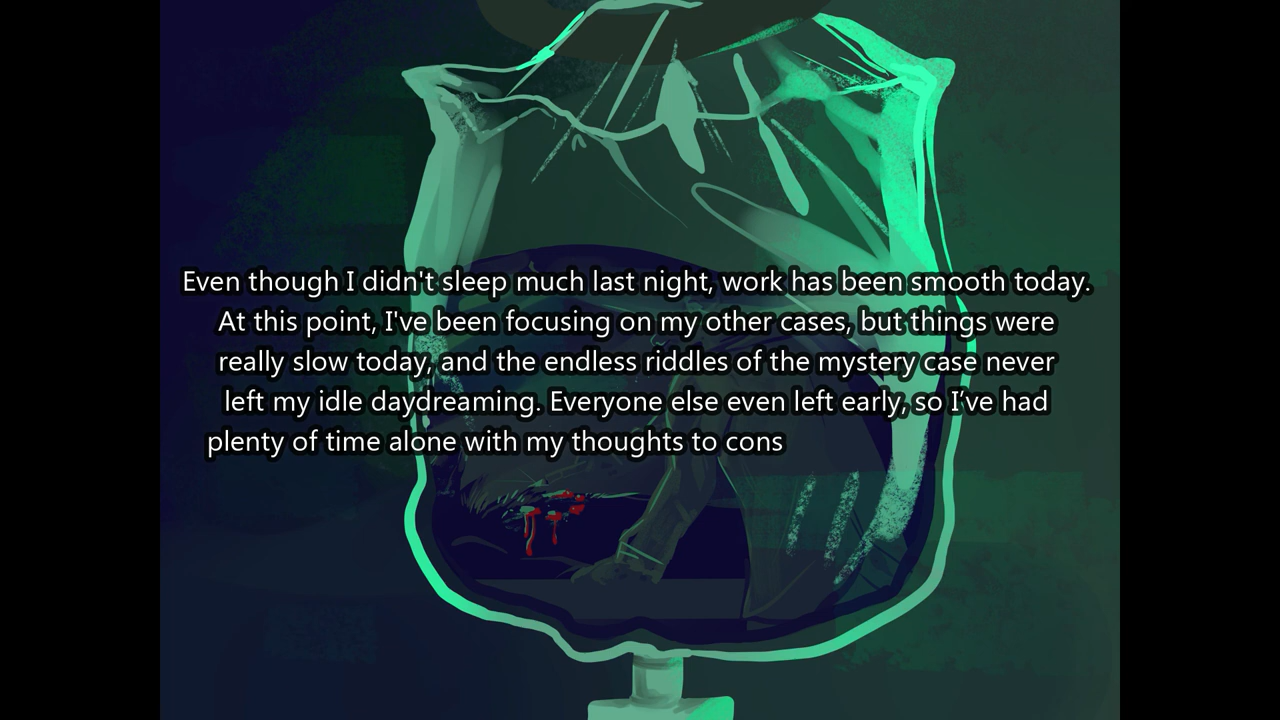 Even though I didn't sleep much last night, work has been smooth today.
At this point, I've been focusing on my other cases, but things were
really slow today, and the endless riddles of the mystery case never
left my idle daydreaming. Everyone else even left early, so I’ve had
plenty of time alone with my thoughts to cons